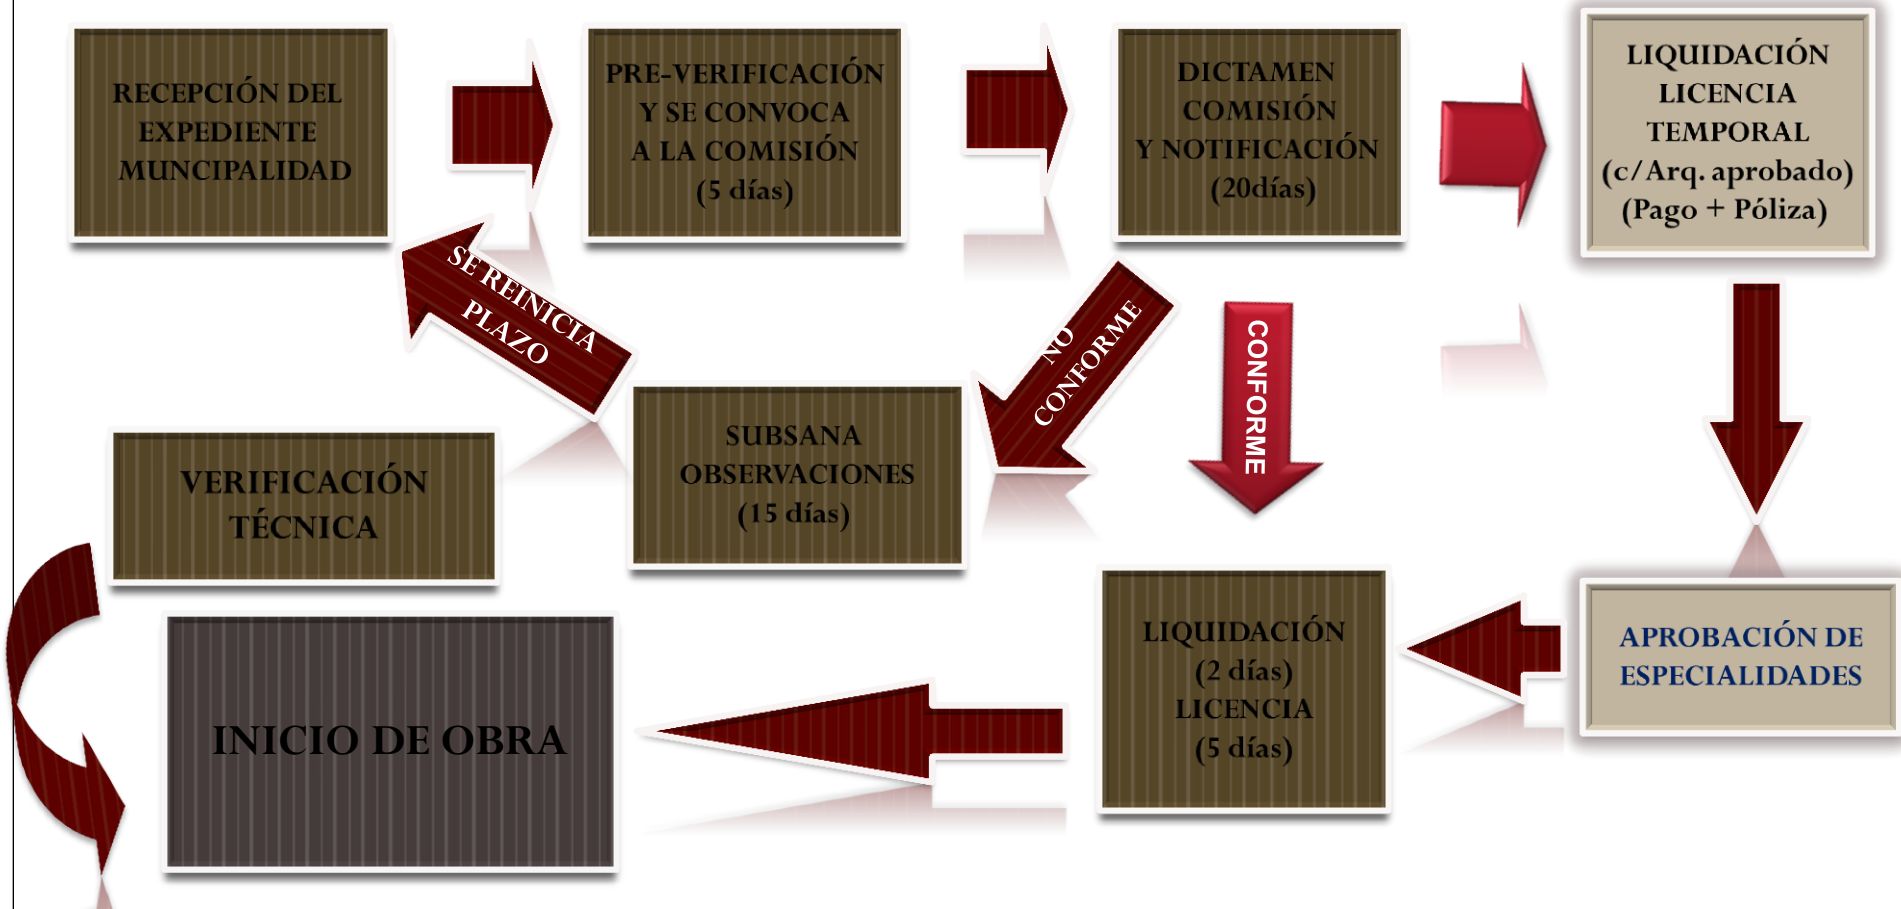 RECEPCIÓN DEL
EXPEDIENTE
MUNCIPALIDAD
PRE-VERIFICACIÓN
Y SE CONVOCA
A LA COMISIÓN
(5 días)
DICTAMEN
COMISIÓN
Y NOTIFICACIÓN
(20días)
LIQUIDACIÓN
LICENCIA
TEMPORAL
(c/Arq. aprobado)
(Pago + Póliza)
SE REINICIA
PLAZO
NO
CONFORME
CONFORME
SUBSANA
OBSERVACIONES
(15 días)
VERIFICACIÓN
TÉCNICA
LIQUIDACIÓN
(2 días)
LICENCIA
(5 días)
APROBACIÓN DE
ESPECIALIDADES
INICIO DE OBRA